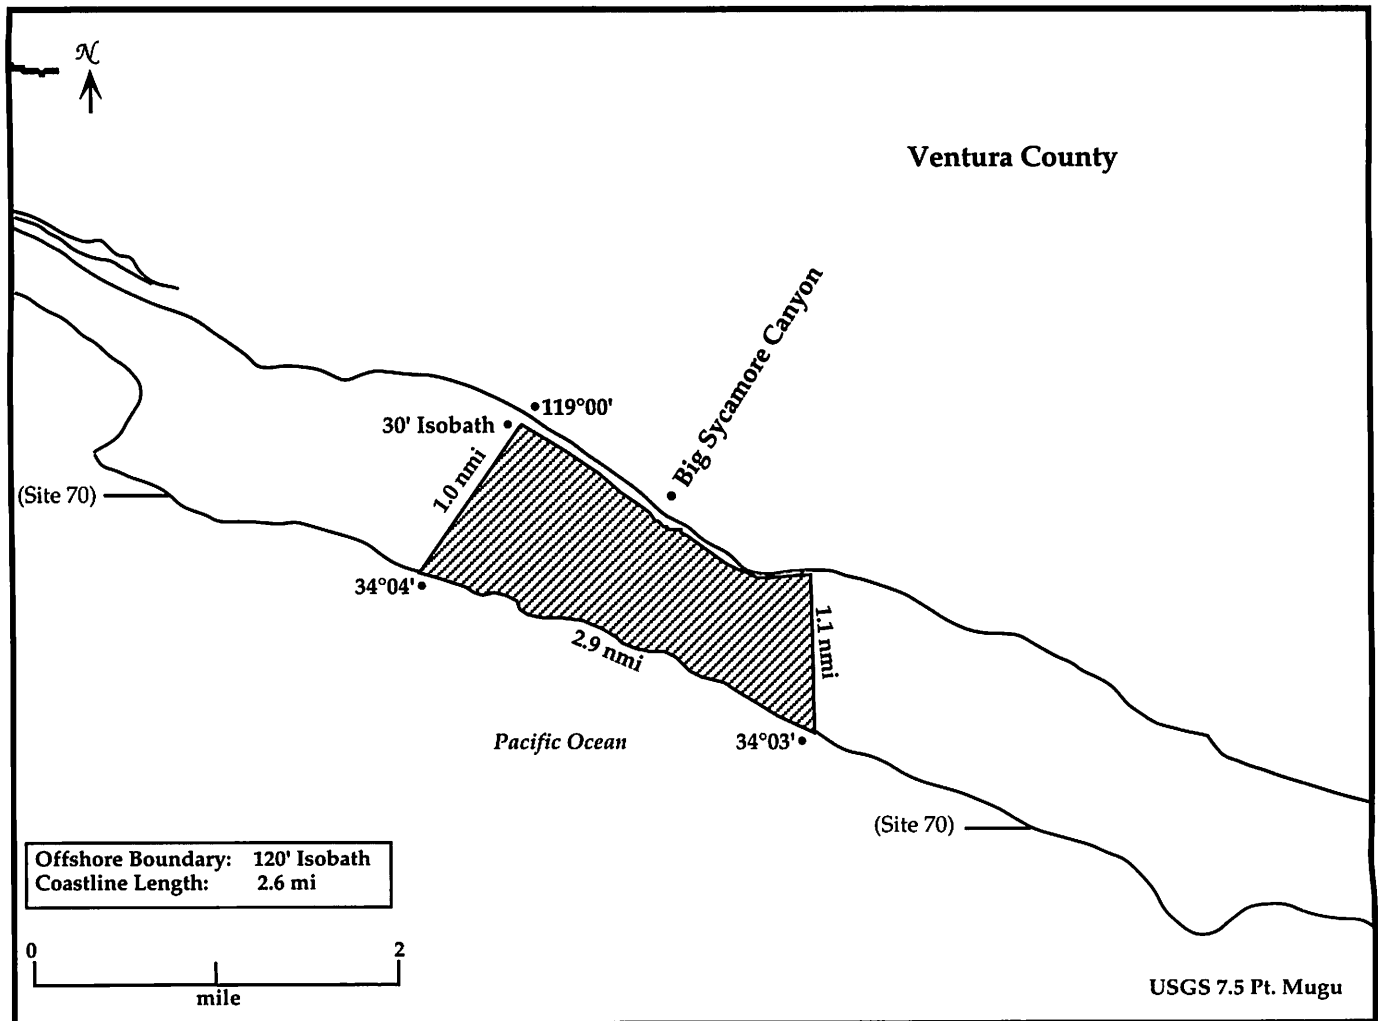 N
Ventura County
Big Sycamore Canyon
119°00'
30' Isobath
1.0 nmi
(Site 70)
34°04'
2.9 nmi
1.1 nmi
Pacific Ocean
34°03'
(Site 70)
Offshore Boundary: 120' Isobath
Coastline Length: 2.6 mi
0 2
mile
USGS 7.5 Pt. Mugu